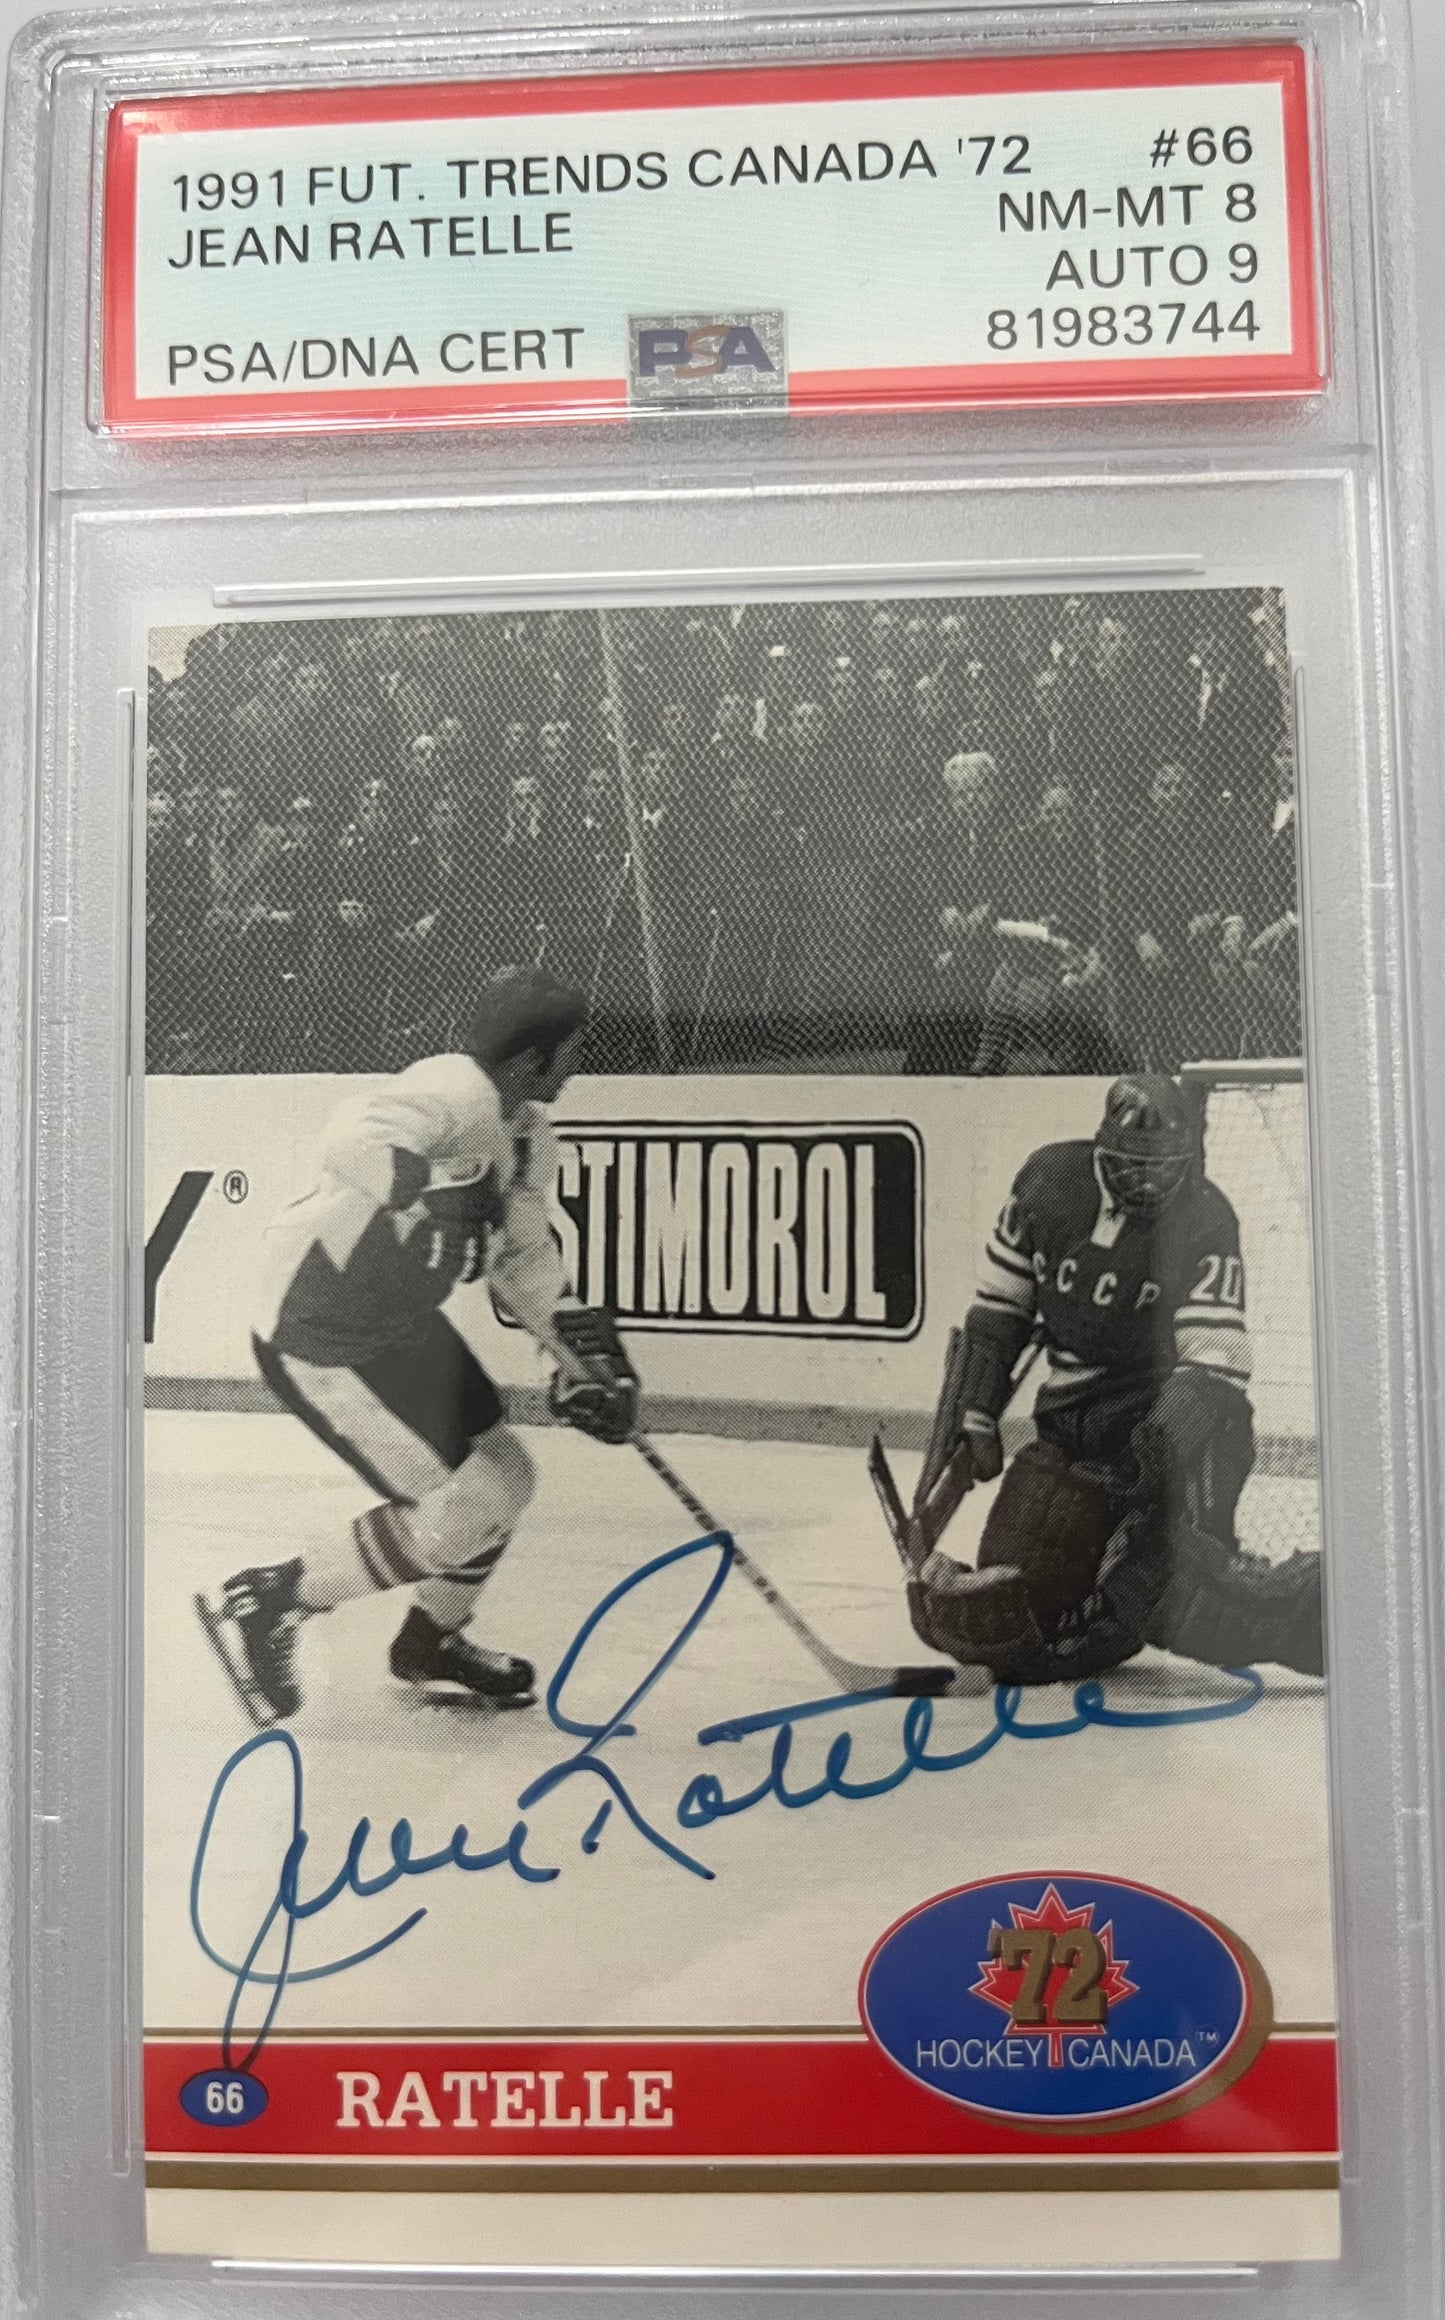 1991 FUT. TRENDS CANADA '72 #66
JEAN RATELLE NM-MT 8
AUTO 9
PSA/DNA CERT PSA 81983744
®
STIMOROL
CCCP 20
Jean Ratelle
'72
HOCKEY CANADA™
66 RATELLE